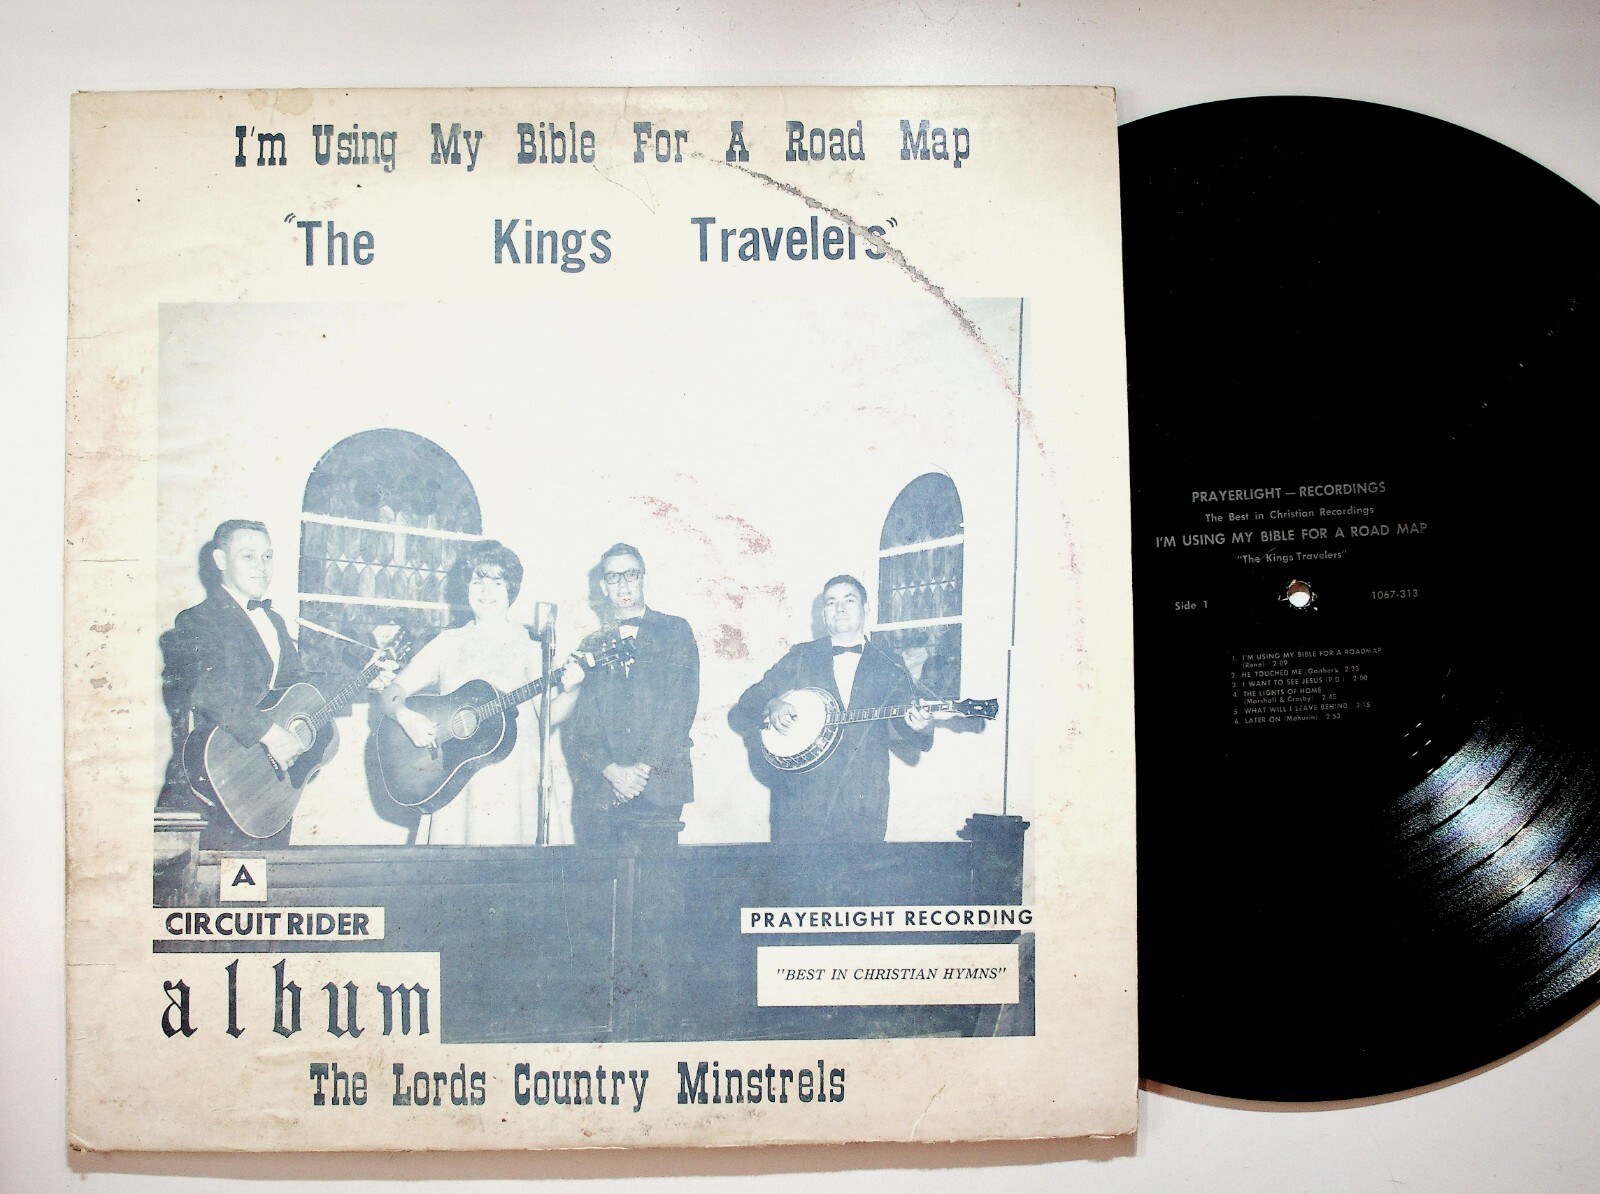 I'm Using My Bible For A Road Map
"The Kings Travelers"
A
CIRCUIT RIDER
album
PRAYERLIGHT RECORDING
"BEST IN CHRISTIAN HYMNS"
The Lords Country Minstrels
PRAYERLIGHT — RECORDINGS
The Best in Christian Recordings
I'M USING MY BIBLE FOR A ROAD MAP
"The Kings Travelers"
Side 1
1067-313
1. I'M USING MY BIBLE FOR A ROADMAP
(Reno) 2:09
2. HE TOUCHED ME (Gaither) 2:23
3. I WANT TO SEE JESUS (P D) 2:00
4. THE LIGHTS OF HOME
(Marshall & Crosby) 2:45
5. WHAT WILL I LEAVE BEHIND 3:15
6. LATER ON 2:53